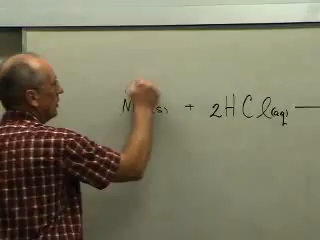 (s) + 2HCl(aq) —